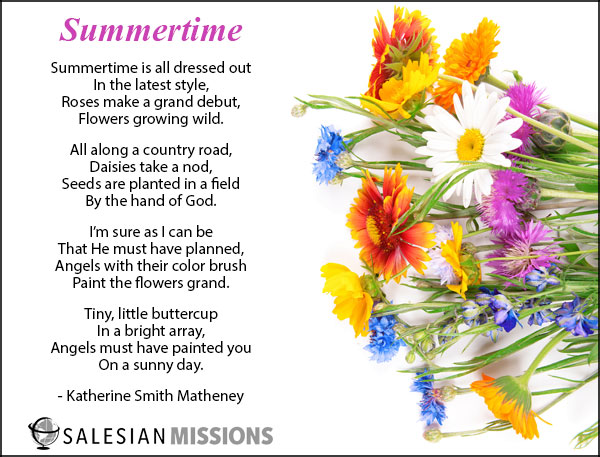 Summertime
Summertime is all dressed out
In the latest style,
Roses make a grand debut,
Flowers growing wild.
All along a country road,
Daisies take a nod,
Seeds are planted in a field
By the hand of God.
I'm sure as I can be
That He must have planned,
Angels with their color brush
Paint the flowers grand.
Tiny, little buttercup
In a bright array,
Angels must have painted you
On a sunny day.
- Katherine Smith Matheney
SALESIAN MISSIONS